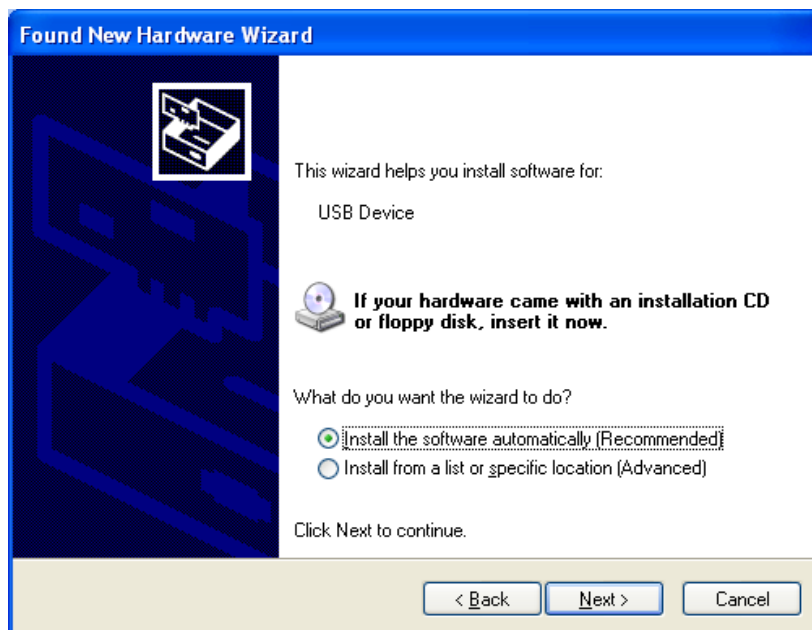 Found New Hardware Wizard
This wizard helps you install software for:
USB Device
If your hardware came with an installation CD
or floppy disk, insert it now.
What do you want the wizard to do?
Install the software automatically (Recommended)
Install from a list or specific location (Advanced)
Click Next to continue.
< Back
Next >
Cancel